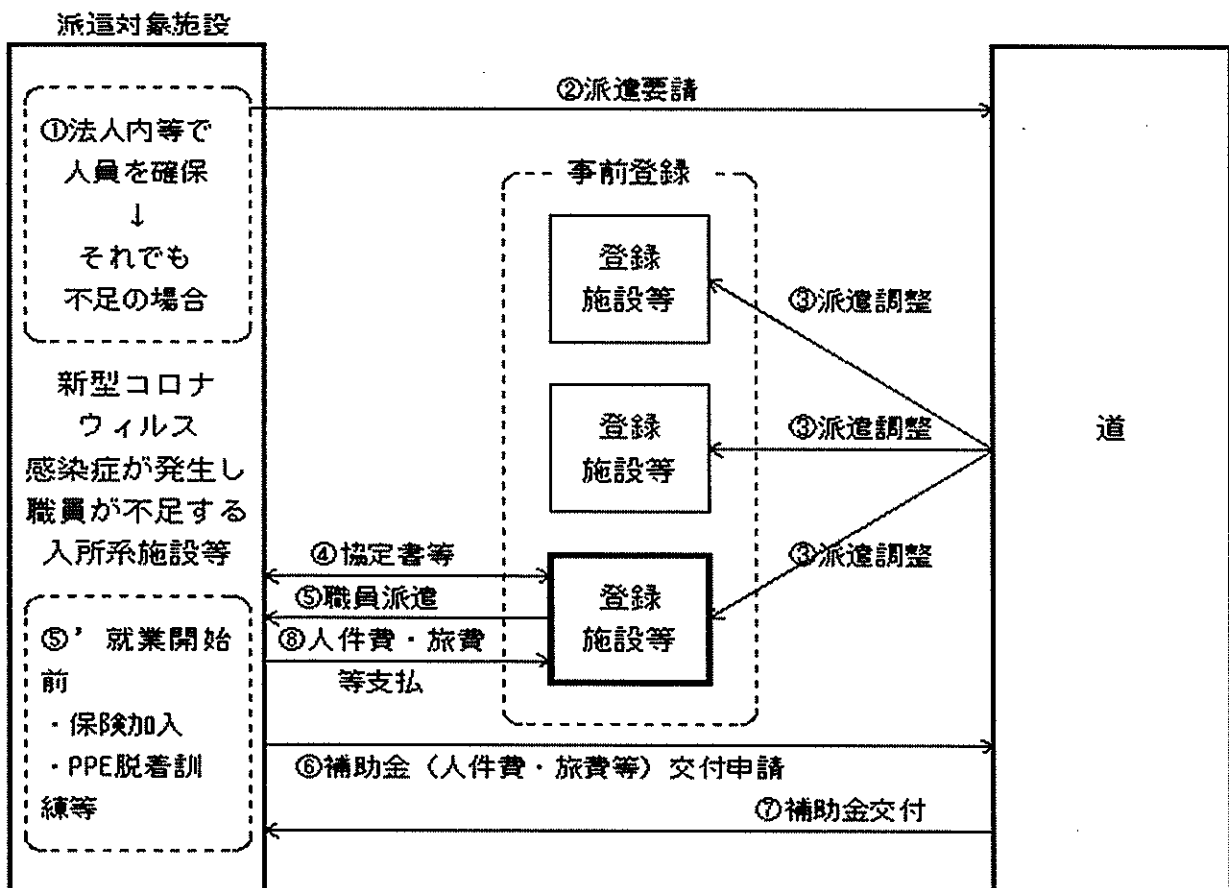 派遣対象施設
①法人内等で
人員を確保
↓
それでも
不足の場合
新型コロナ
ウィルス
感染症が発生し
職員が不足する
入所系施設等
⑤’就業開始
前
・保険加入
・PPE脱着訓
練等
②派遣要請
事前登録
登録
施設等
③派遣調整
登録
施設等
③派遣調整
登録
施設等
③派遣調整
④協定書等
⑤職員派遣
⑧人件費・旅費
等支払
⑥補助金（人件費・旅費等）交付申請
⑦補助金交付
道